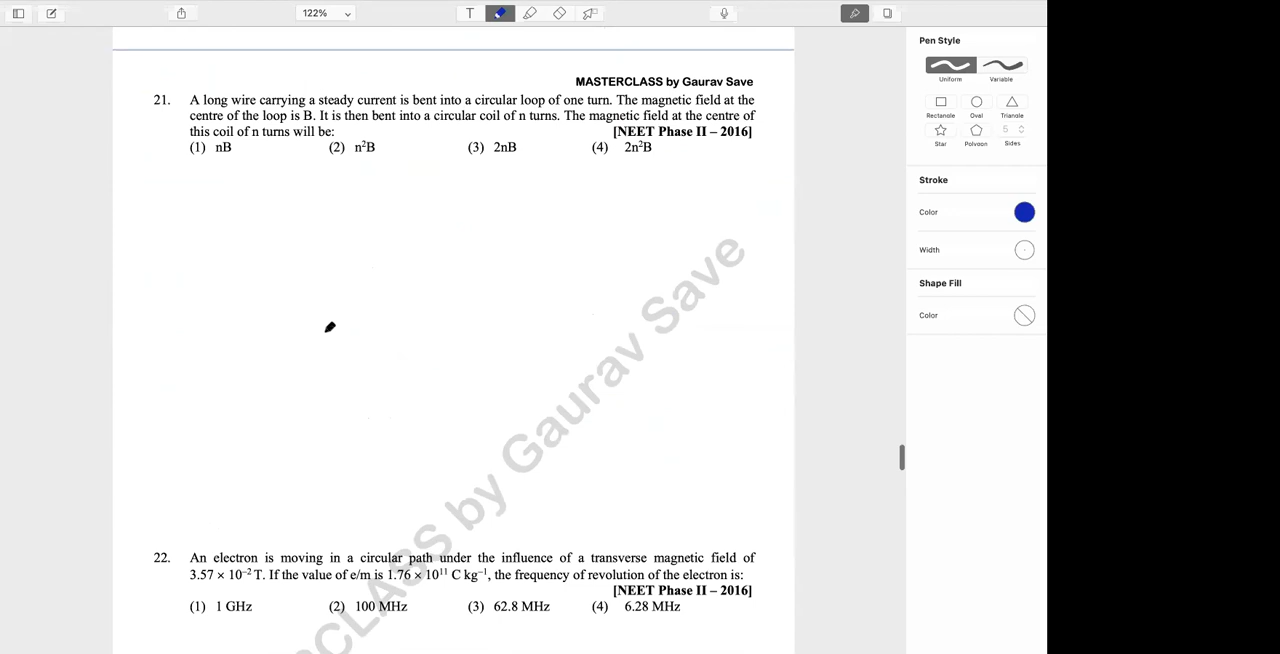 122%
T
Pen Style
Uniform Variable
Rectangle Oval Triangle
5
Star Polygon Sides
Stroke
Color
Width
Shape Fill
Color
MASTERCLASS by Gaurav Save
21. A long wire carrying a steady current is bent into a circular loop of one turn. The magnetic field at the
centre of the loop is B. It is then bent into a circular coil of n turns. The magnetic field at the centre of
this coil of n turns will be: [NEET Phase II – 2016]
(1) nB (2) n²B (3) 2nB (4) 2n²B
CLASS by Gaurav Save
22. An electron is moving in a circular path under the influence of a transverse magnetic field of
3.57 × 10⁻² T. If the value of e/m is 1.76 × 10¹¹ C kg⁻¹, the frequency of revolution of the electron is:
[NEET Phase II – 2016]
(1) 1 GHz (2) 100 MHz (3) 62.8 MHz (4) 6.28 MHz